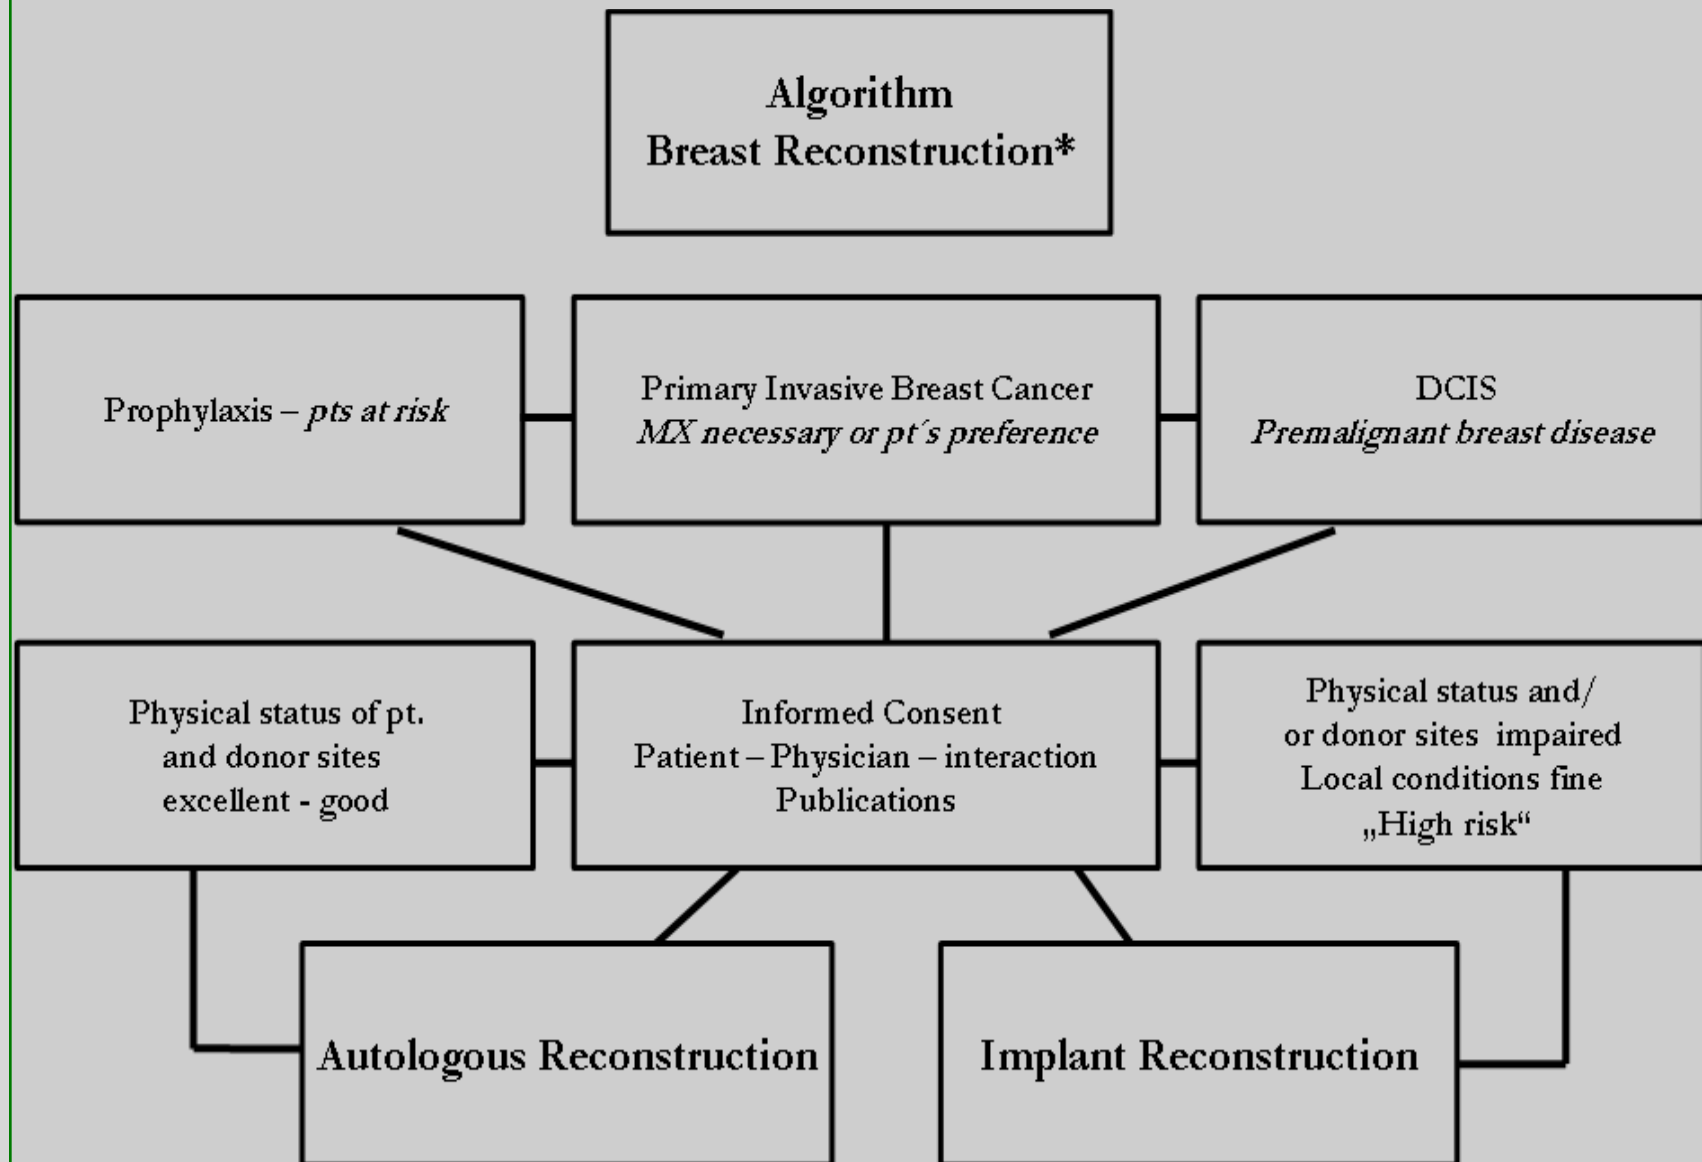 Algorithm
Breast Reconstruction*
Prophylaxis – pts at risk
Primary Invasive Breast Cancer
MX necessary or pt´s preference
DCIS
Premalignant breast disease
Physical status of pt.
and donor sites
excellent - good
Informed Consent
Patient – Physician – interaction
Publications
Physical status and/
or donor sites impaired
Local conditions fine
„High risk“
Autologous Reconstruction
Implant Reconstruction